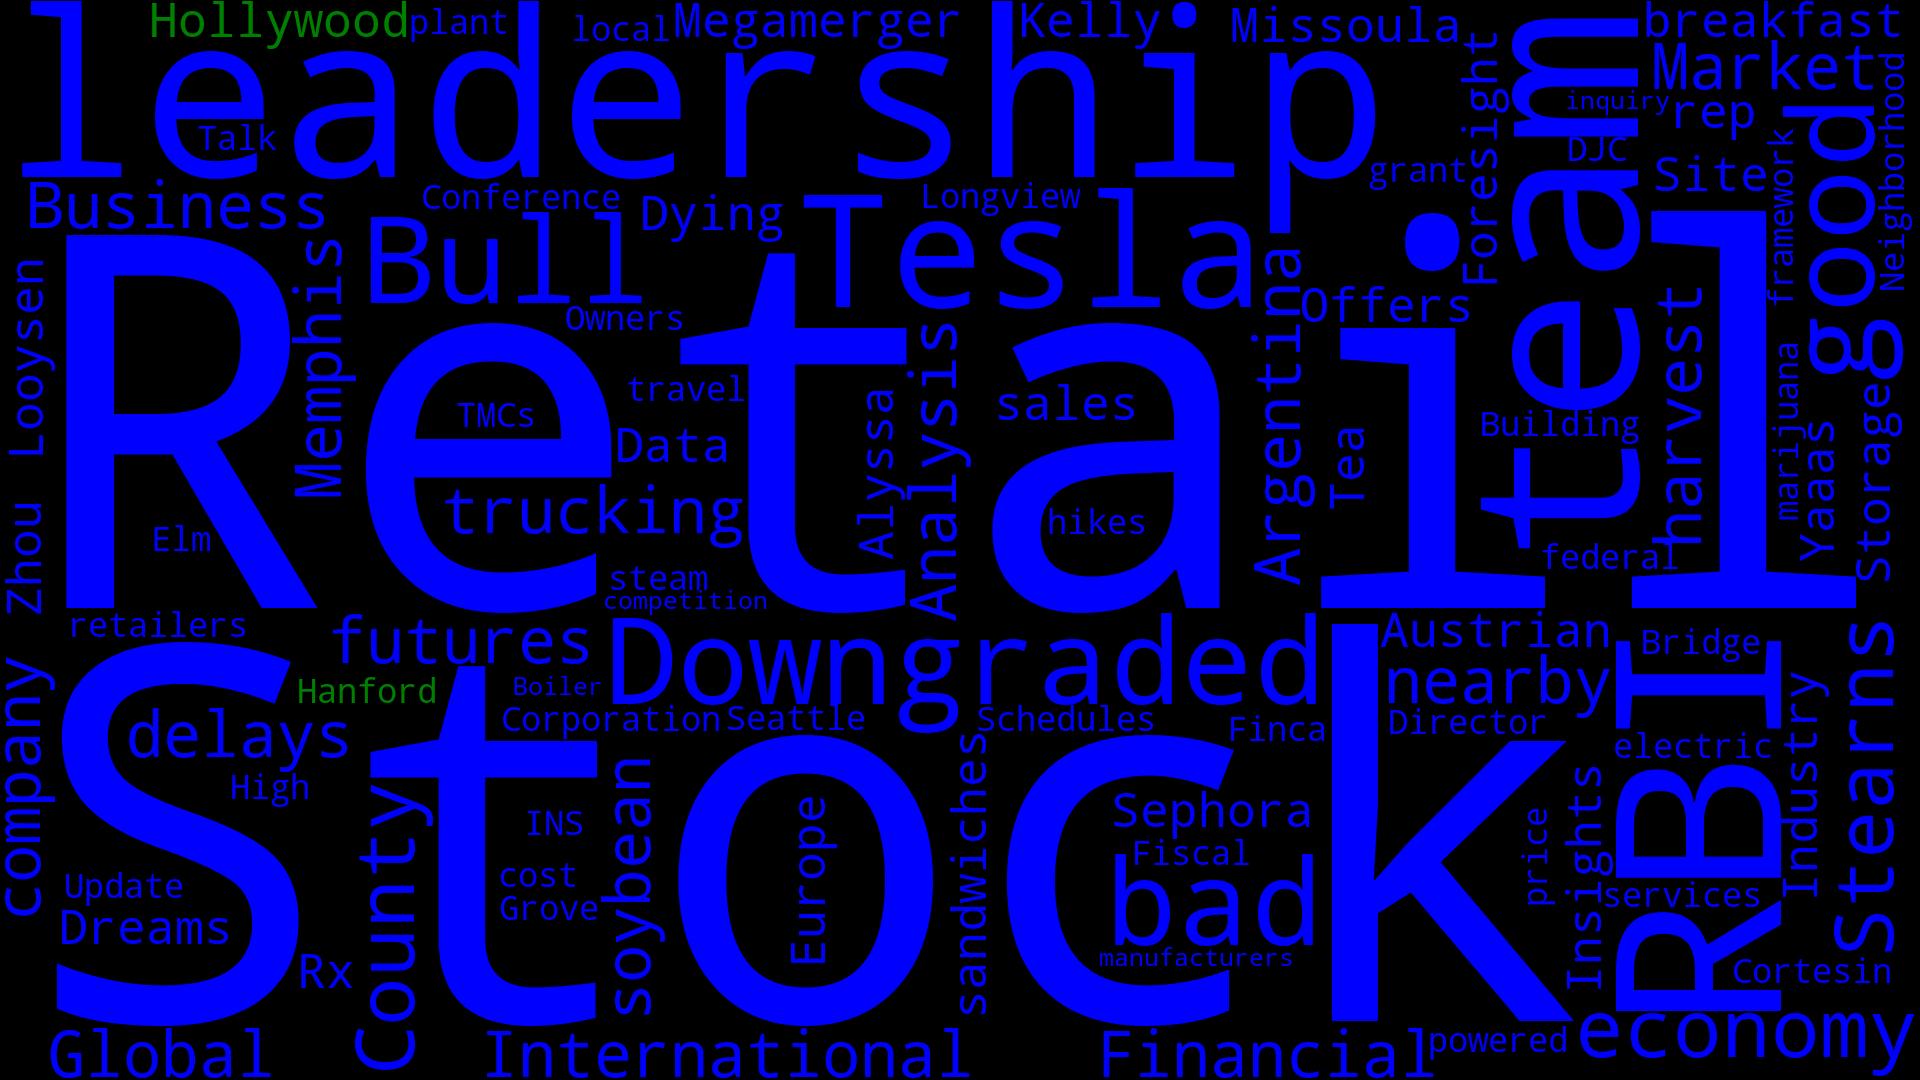 Hollywood
plant
local
Megamerger
Kelly
Missoula
breakfast
leadership
Market
Talk
inquiry
rep
DJC
grant
Site
Foresight
team
framework
good
Neighborhood
Business
Conference
Dying
Longview
Tesla
Bull
Owners
Offers
Retail
Looysen
Memphis
travel
TMCs
Data
trucking
Alyssa
Analysis
sales
hikes
Argentina
Tea
Building
harvest
marijuana
Yaaas
Storage
federal
Elm
Zhou
steam
competition
retailers
futures
Downgraded
Austrian
nearby
Bridge
Hanford
Boiler
Corporation
Seattle
Schedules
Finca
Director
electric
Industry
Stearns
company
delays
High
Stock
County
INS
cost
Grove
soybean
Europe
sandwiches
Sephora
Fiscal
bad
manufacturers
price
Insights
services
RBI
Cortesin
Update
Dreams
Rx
Global
International
Financial
powered
economy